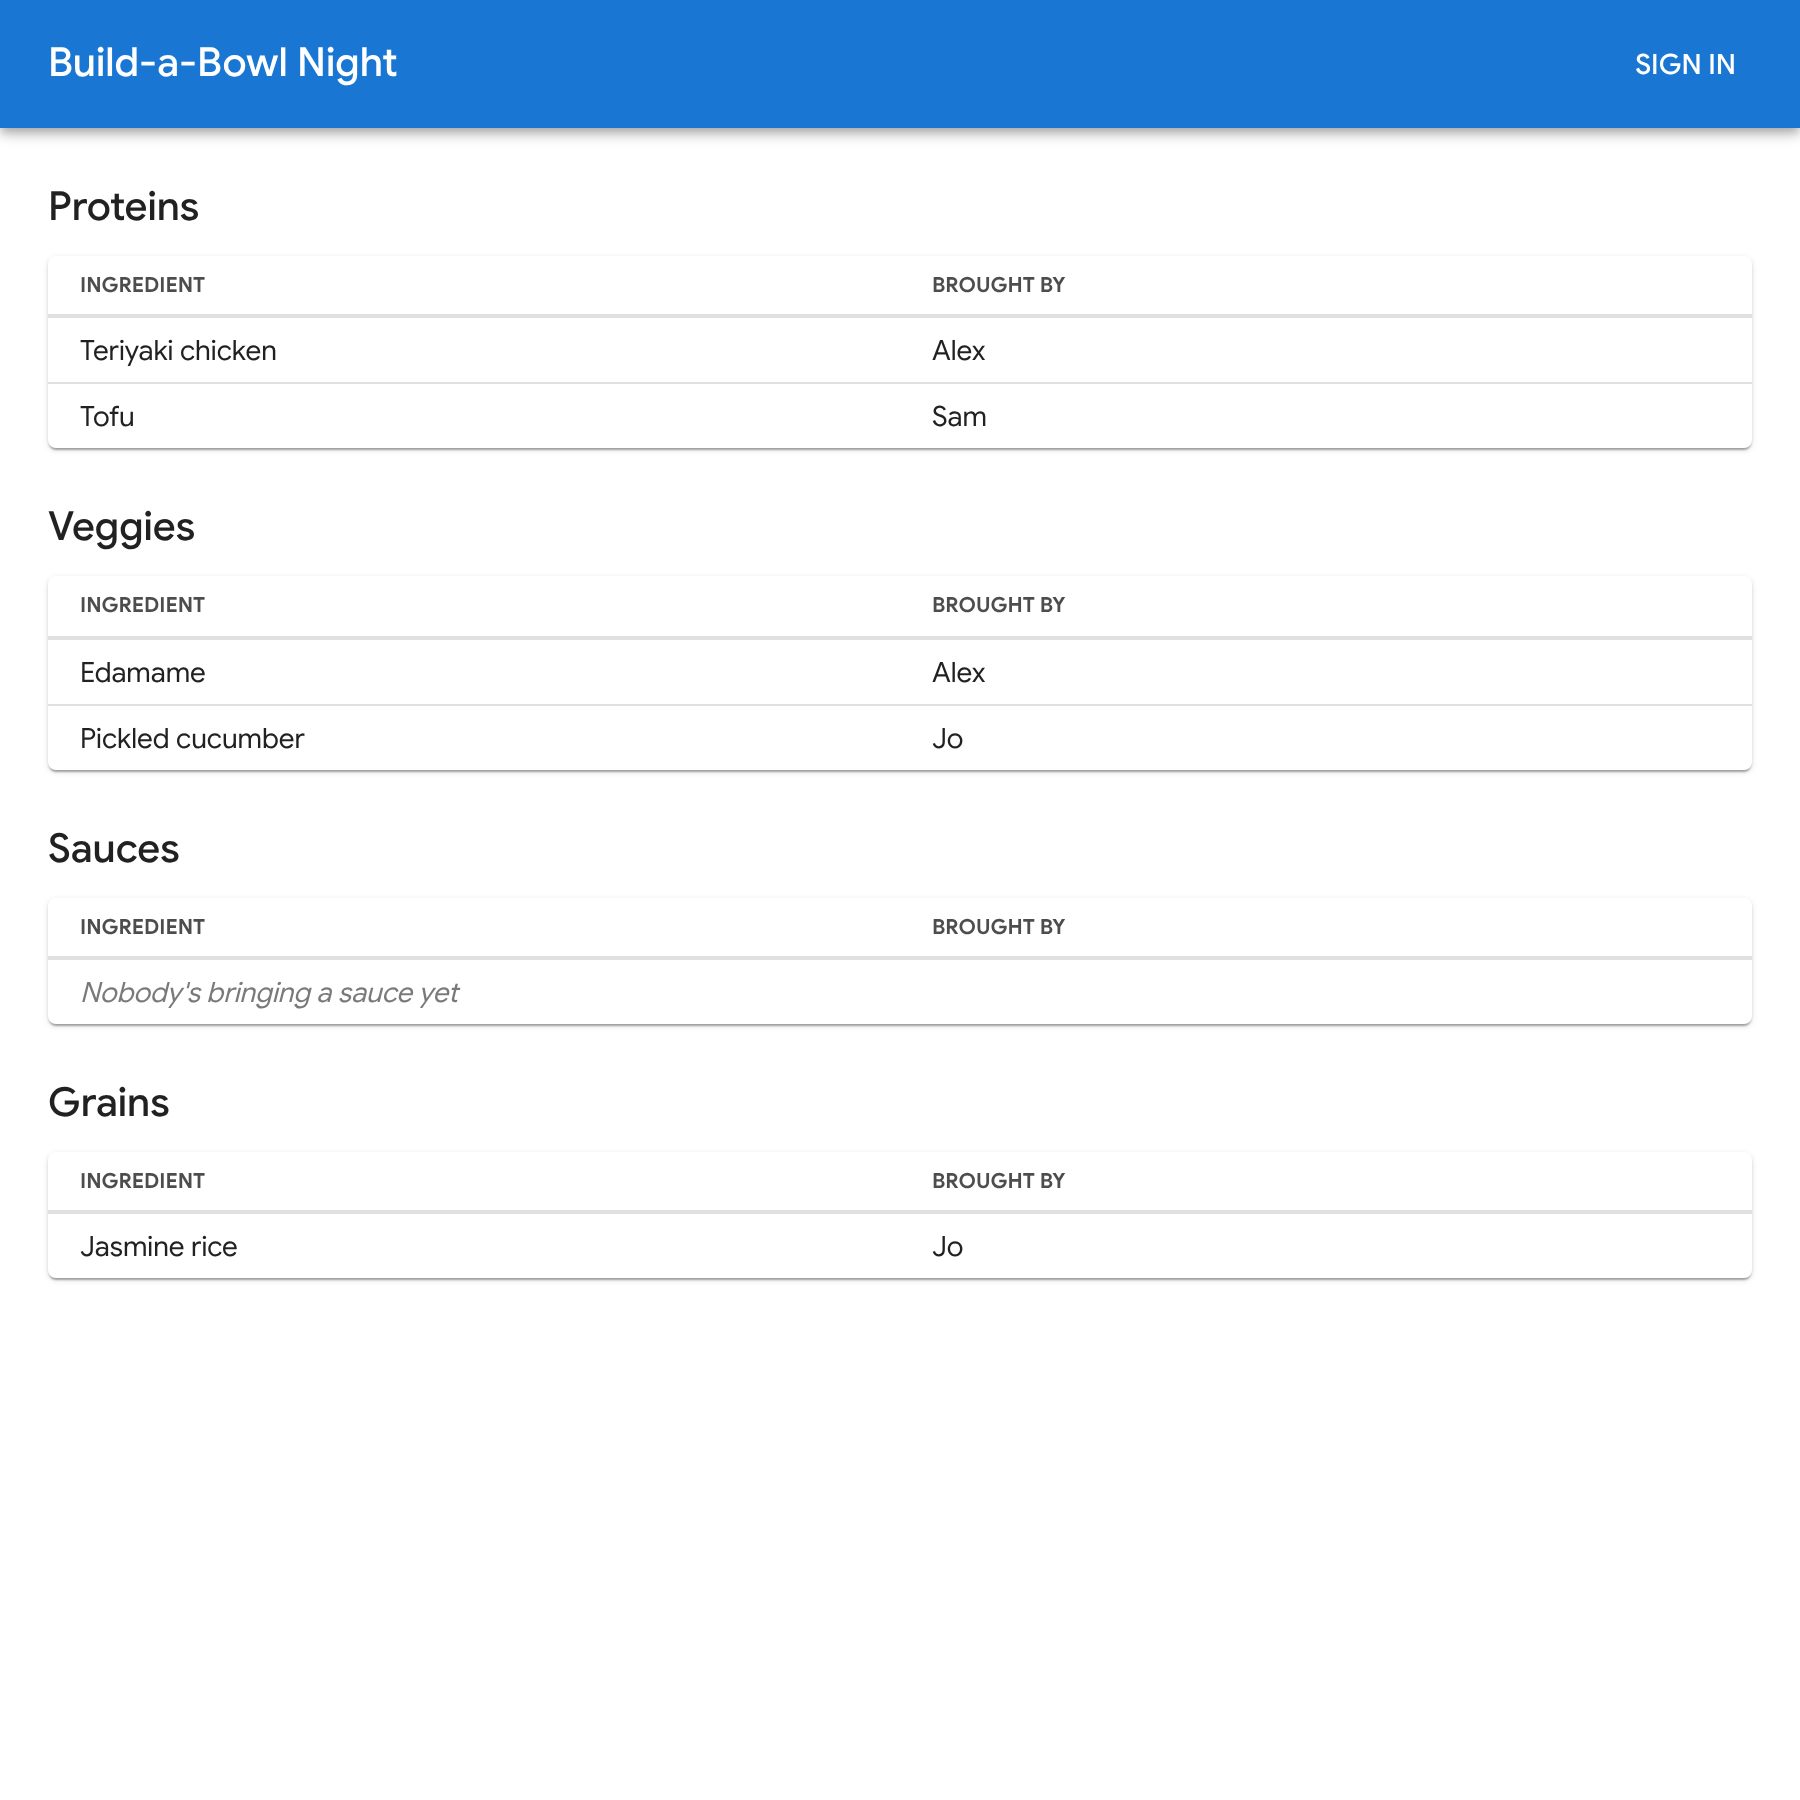 Build-a-Bowl Night
SIGN IN
Proteins
INGREDIENT BROUGHT BY
Teriyaki chicken Alex
Tofu Sam
Veggies
INGREDIENT BROUGHT BY
Edamame Alex
Pickled cucumber Jo
Sauces
INGREDIENT BROUGHT BY
Nobody's bringing a sauce yet
Grains
INGREDIENT BROUGHT BY
Jasmine rice Jo